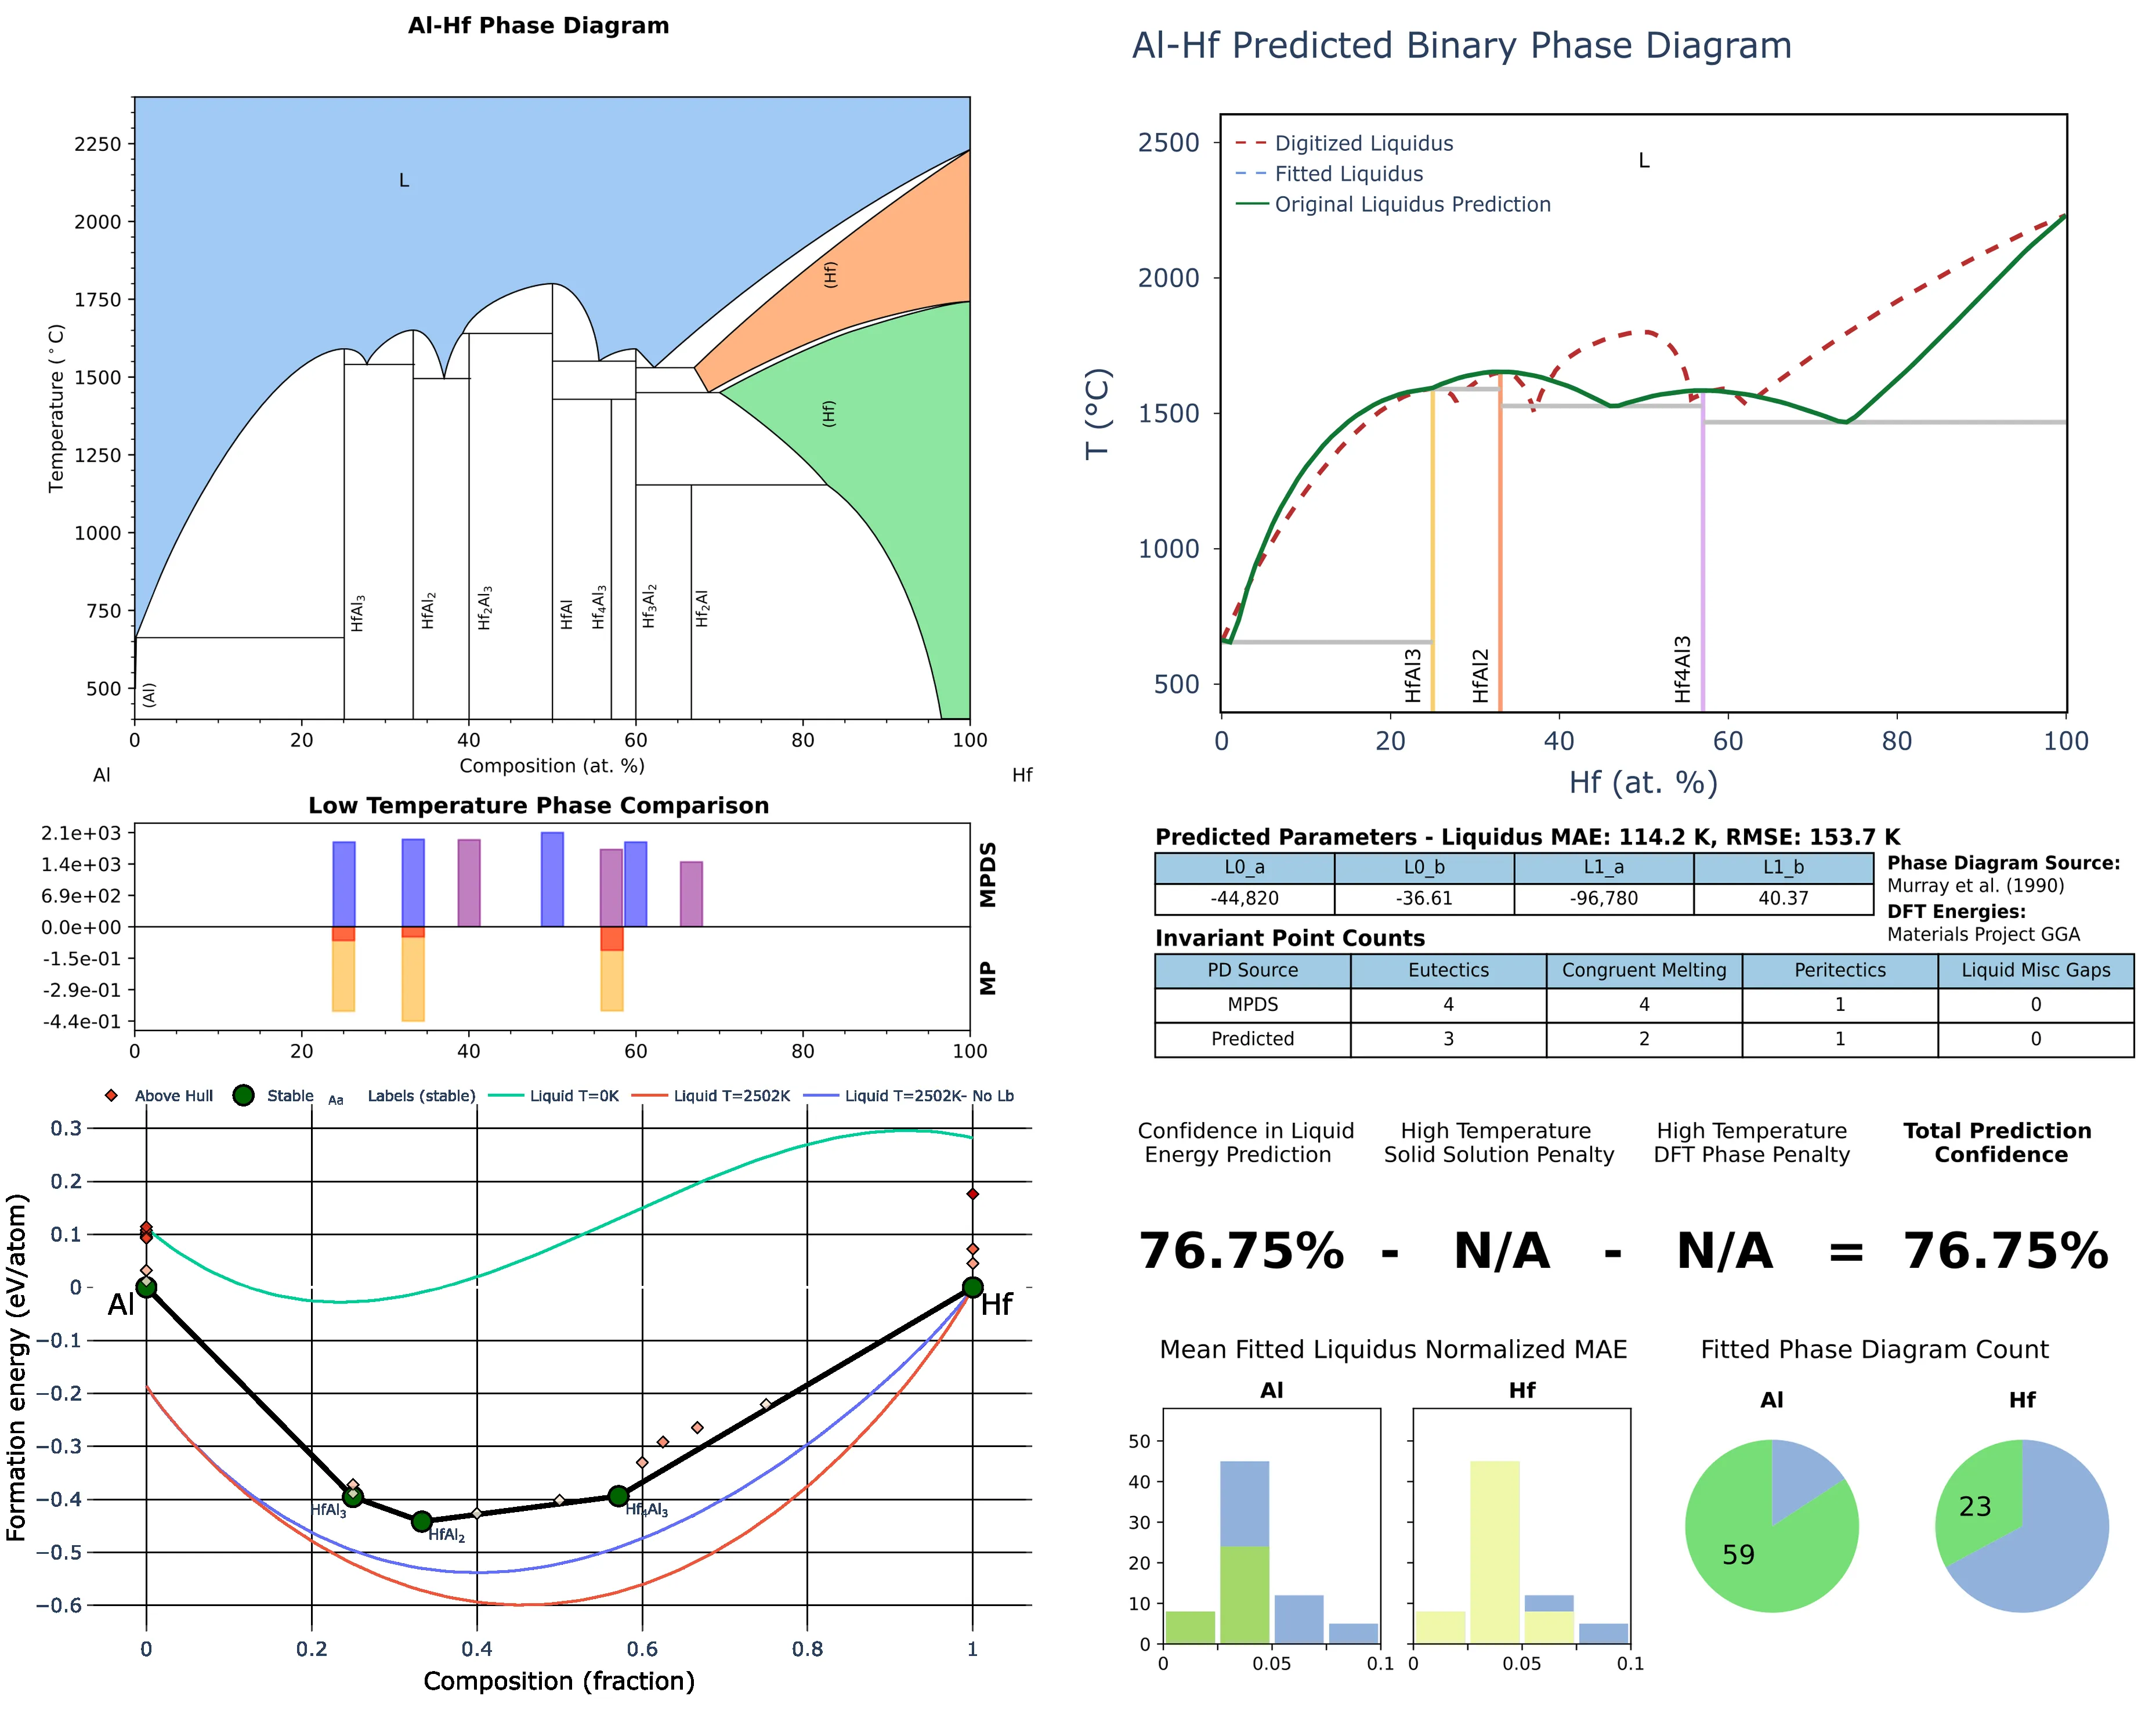 Al-Hf Phase Diagram
Temperature (°C)
2250
2000
1750
1500
1250
1000
750
500
L
(Hf)
(Hf)
(Al)
HfAl3
HfAl2
Hf2Al3
HfAl
Hf4Al3
Hf3Al2
Hf2Al
0 20 40 60 80 100
Al Composition (at. %) Hf
Al-Hf Predicted Binary Phase Diagram
T (°C)
2500
2000
1500
1000
500
Digitized Liquidus
Fitted Liquidus
Original Liquidus Prediction
L
HfAl3
HfAl2
Hf4Al3
0 20 40 60 80 100
Hf (at. %)
Low Temperature Phase Comparison
2.1e+03
1.4e+03
6.9e+02
0.0e+00
-1.5e-01
-2.9e-01
-4.4e-01
MPDS
MP
0 20 40 60 80 100
Predicted Parameters - Liquidus MAE: 114.2 K, RMSE: 153.7 K
L0_a L0_b L1_a L1_b
-44,820 -36.61 -96,780 40.37
Phase Diagram Source:
Murray et al. (1990)
DFT Energies:
Materials Project GGA
Invariant Point Counts
PD Source Eutectics Congruent Melting Peritectics Liquid Misc Gaps
MPDS 4 4 1 0
Predicted 3 2 1 0
Above Hull Stable Aa Labels (stable) Liquid T=0K Liquid T=2502K Liquid T=2502K- No Lb
Formation energy (eV/atom)
0.3
0.2
0.1
0
−0.1
−0.2
−0.3
−0.4
−0.5
−0.6
Al
Hf
HfAl3
HfAl2
Hf4Al3
0 0.2 0.4 0.6 0.8 1
Composition (fraction)
Confidence in Liquid
Energy Prediction
High Temperature
Solid Solution Penalty
High Temperature
DFT Phase Penalty
Total Prediction
Confidence
76.75% - N/A - N/A = 76.75%
Mean Fitted Liquidus Normalized MAE
Al Hf
50
40
30
20
10
0
0 0.05 0.1
0 0.05 0.1
Fitted Phase Diagram Count
Al Hf
59
23